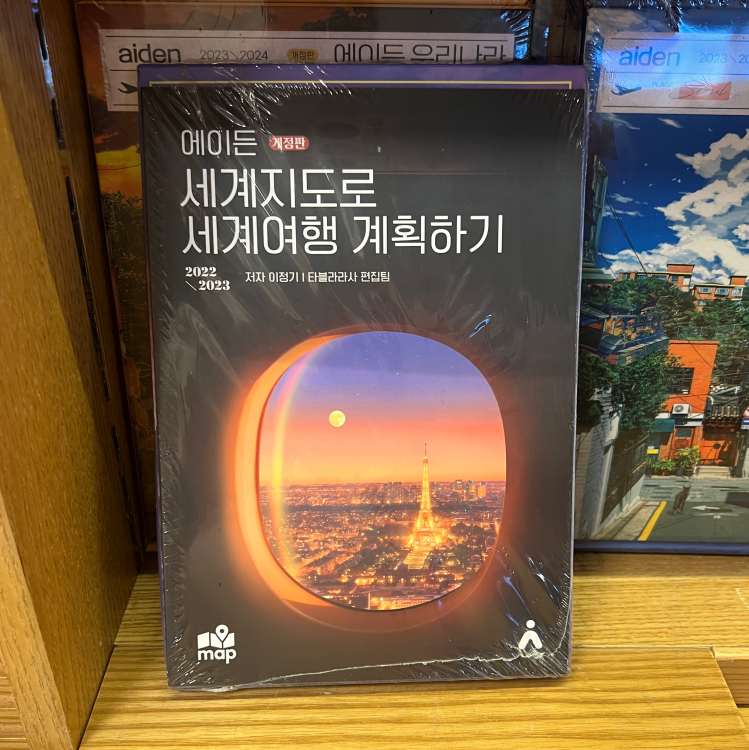 aiden 2023\2024 개정판 에이든 우리나라
aiden 2023\20
에이든 개정판
세계지도로
세계여행 계획하기
2022
\2023
저자 이정기 I 타블라라사 편집팀
map